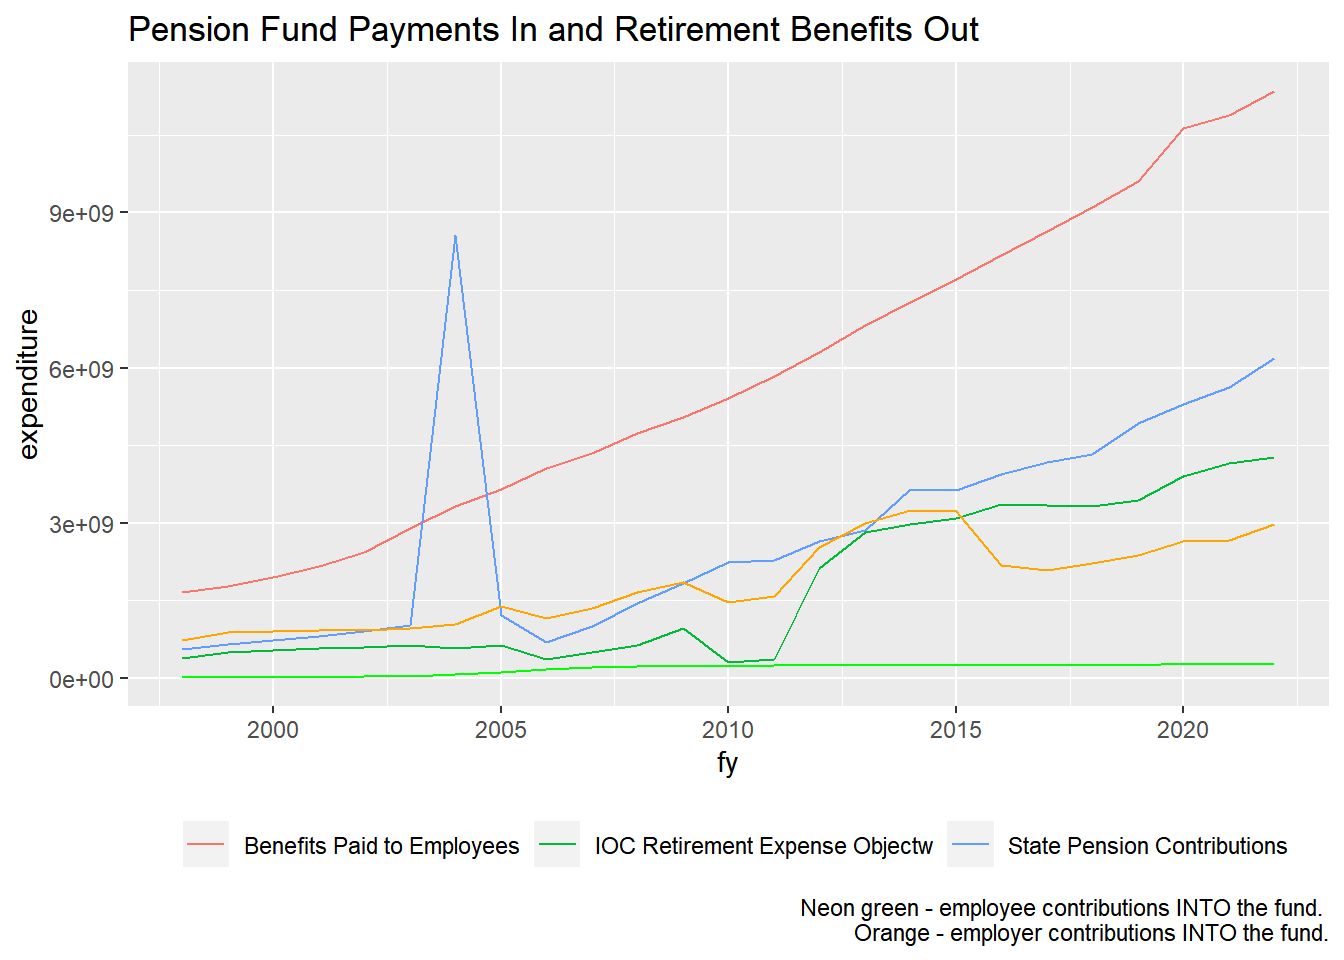 Pension Fund Payments In and Retirement Benefits Out
expenditure
9e+09
6e+09
3e+09
0e+00
2000 2005 2010 2015 2020
fy
Benefits Paid to Employees IOC Retirement Expense Objectw State Pension Contributions
Neon green - employee contributions INTO the fund.
Orange - employer contributions INTO the fund.